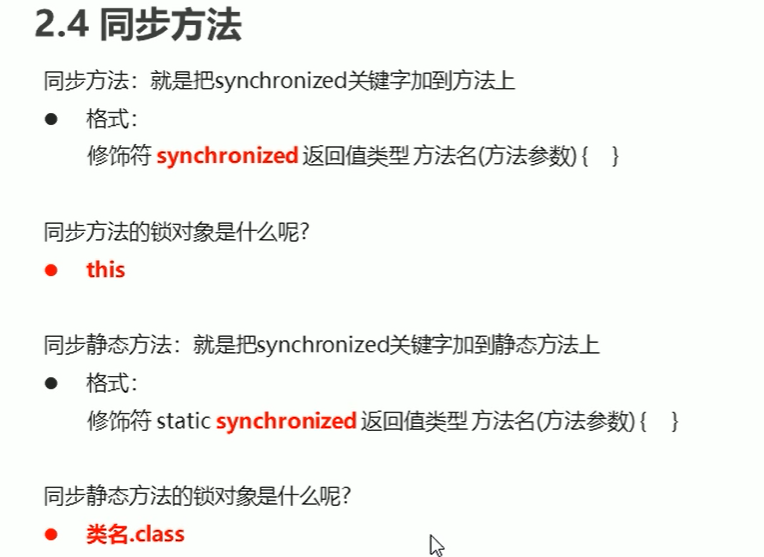 2.4 同步方法
同步方法：就是把synchronized关键字加到方法上
● 格式：
修饰符 synchronized 返回值类型 方法名(方法参数) { }
同步方法的锁对象是什么呢?
● this
同步静态方法：就是把synchronized关键字加到静态方法上
● 格式：
修饰符 static synchronized 返回值类型 方法名(方法参数) { }
同步静态方法的锁对象是什么呢?
● 类名.class